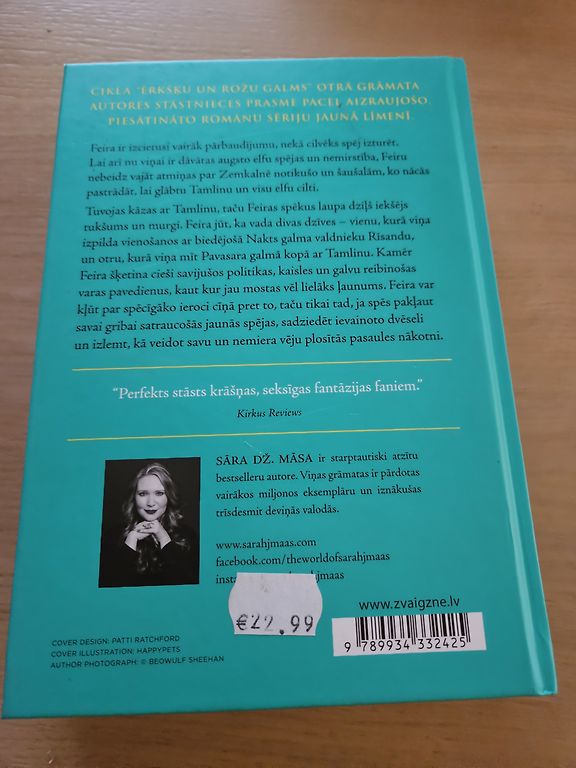 CIKLA "ĒRKŠĶU UN ROŽU GALMS" OTRĀ GRĀMATA
AUTORES STĀSTNIECES PRASME PACEĻ AIZRAUJOŠO,
PIESĀTINĀTO ROMĀNU SĒRIJU JAUNĀ LĪMENĪ
Feira ir izcietusi vairāk pārbaudījumu, nekā cilvēks spēj izturēt.
Lai arī nu viņai ir dāvātas augsto elfu spējas un nemirstība, Feiru
nebeidz vajāt atmiņas par Zemkalnē notikušo un šaušalām, ko nācās
pastrādāt, lai glābtu Tamlinu un visu elfu cilti.
Tuvojas kāzas ar Tamlinu, taču Feiras spēkus laupa dziļš iekšējs
tukšums un murgi. Feira jūt, ka vada divas dzīves – vienu, kurā viņa
izpilda vienošanos ar biedējošā Nakts galma valdnieku Rīsandu,
un otru, kurā viņa mīt Pavasara galmā kopā ar Tamlinu. Kamēr
Feira šķetina cieši savijušos politikas, kaisles un galvu reibinošas
varas pavedienus, kaut kur jau mostas vēl lielāks ļaunums. Feira var
kļūt par spēcīgāko ieroci cīņā pret to, taču tikai tad, ja spēs pakļaut
savai gribai satraucošās jaunās spējas, sadziedēt ievainoto dvēseli
un izlemt, kā veidot savu un nemiera vēju plosītās pasaules nākotni.
"Perfekts stāsts krāšņas, seksīgas fantāzijas faniem."
Kirkus Reviews
SĀRA DŽ. MĀSA ir starptautiski atzītu
bestselleru autore. Viņas grāmatas ir pārdotas
vairākos miljonos eksemplāru un iznākušas
trīsdesmit deviņās valodās.
www.sarahjmaas.com
facebook.com/theworldofsarahjmaas
€22.99
www.zvaigzne.lv
9 789934 332425
COVER DESIGN: PATTI RATCHFORD
COVER ILLUSTRATION: HAPPYPETS
AUTHOR PHOTOGRAPH: © BEOWULF SHEEHAN